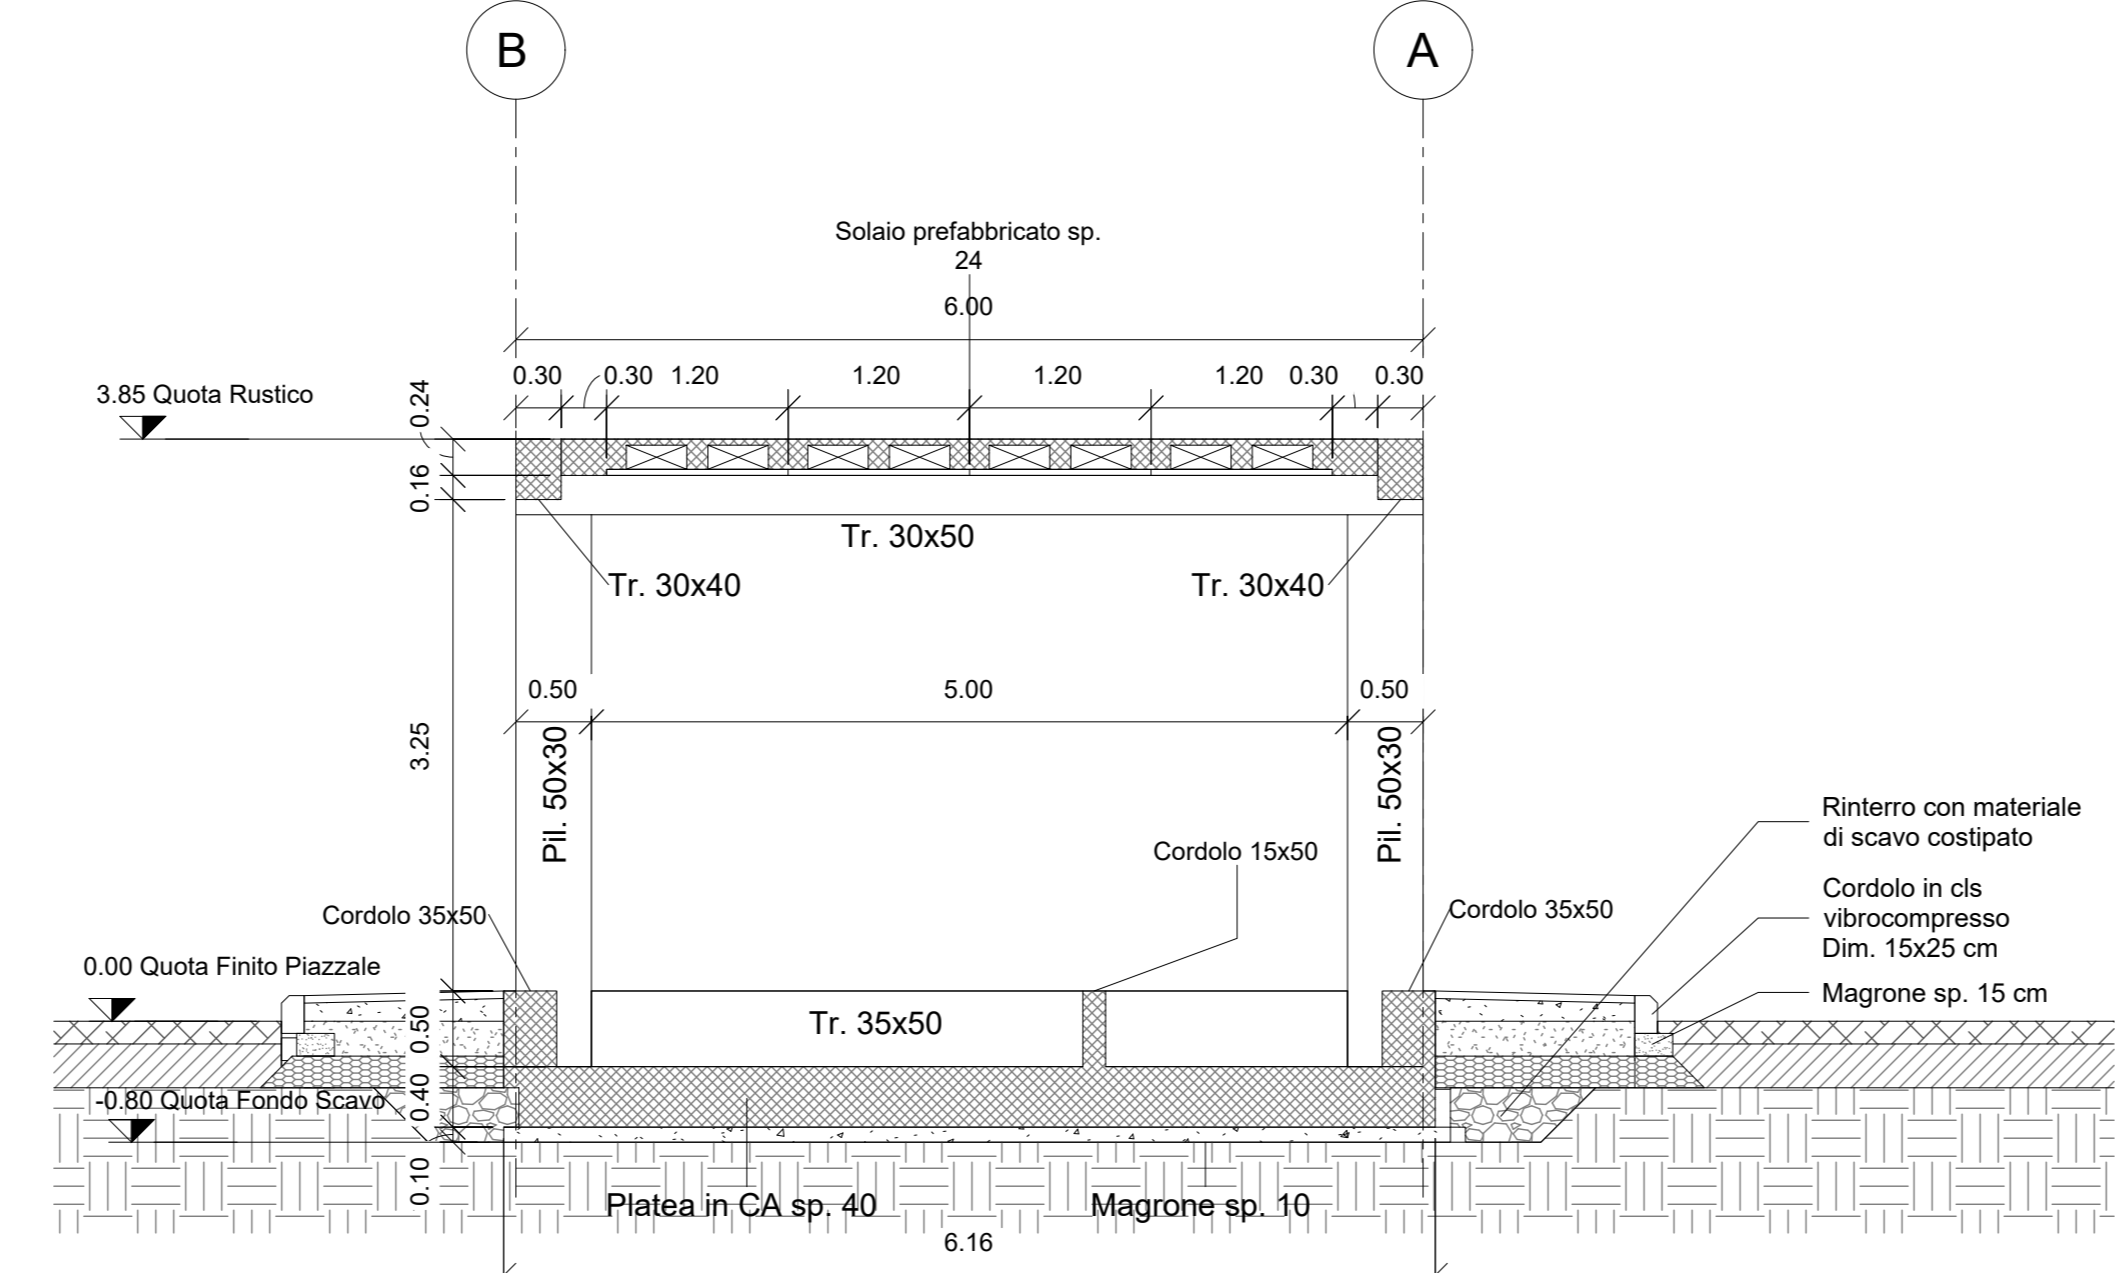 B
A
Solaio prefabbricato sp.
24
6.00
0.30
0.30
1.20
1.20
1.20
1.20
0.30
0.30
3.85 Quota Rustico
0.24
0.16
Tr. 30x50
Tr. 30x40
Tr. 30x40
0.50
5.00
0.50
3.25
Pil. 50x30
Pil. 50x30
Rinterro con materiale
di scavo costipato
Cordolo 15x50
Cordolo in cls
vibrocompresso
Dim. 15x25 cm
Cordolo 35x50
Cordolo 35x50
0.00 Quota Finito Piazzale
Magrone sp. 15 cm
0.50
Tr. 35x50
0.40
-0.80 Quota Fondo Scavo
0.10
Platea in CA sp. 40
Magrone sp. 10
6.16